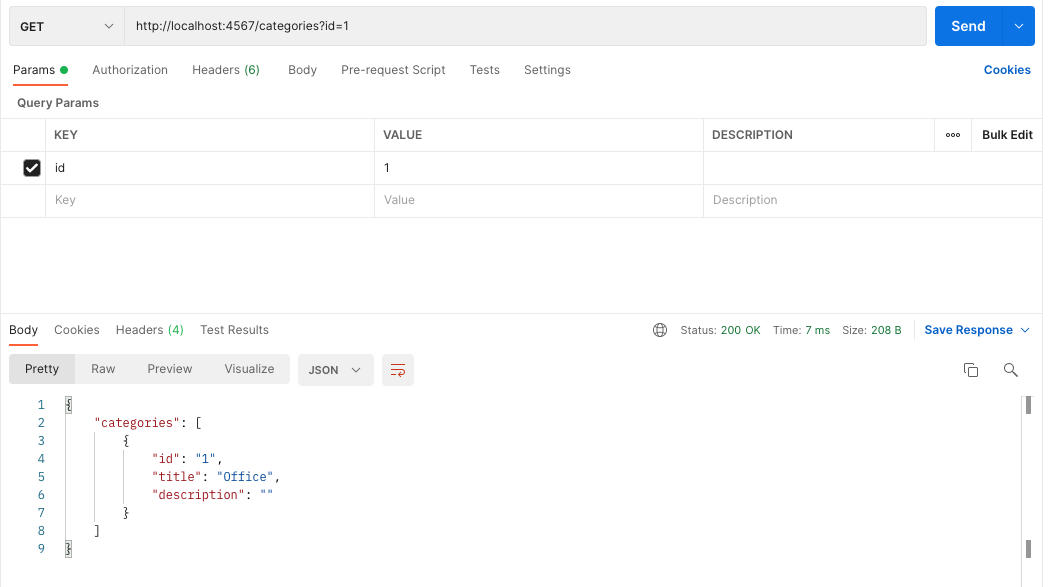 GET http://localhost:4567/categories?id=1 Send
Params Authorization Headers (6) Body Pre-request Script Tests Settings Cookies
Query Params
KEY VALUE DESCRIPTION ooo Bulk Edit
id 1
Key Value Description
Body Cookies Headers (4) Test Results Status: 200 OK Time: 7 ms Size: 208 B Save Response
Pretty Raw Preview Visualize JSON
1 {
2 "categories": [
3 {
4 "id": "1",
5 "title": "Office",
6 "description": ""
7 }
8 ]
9 }